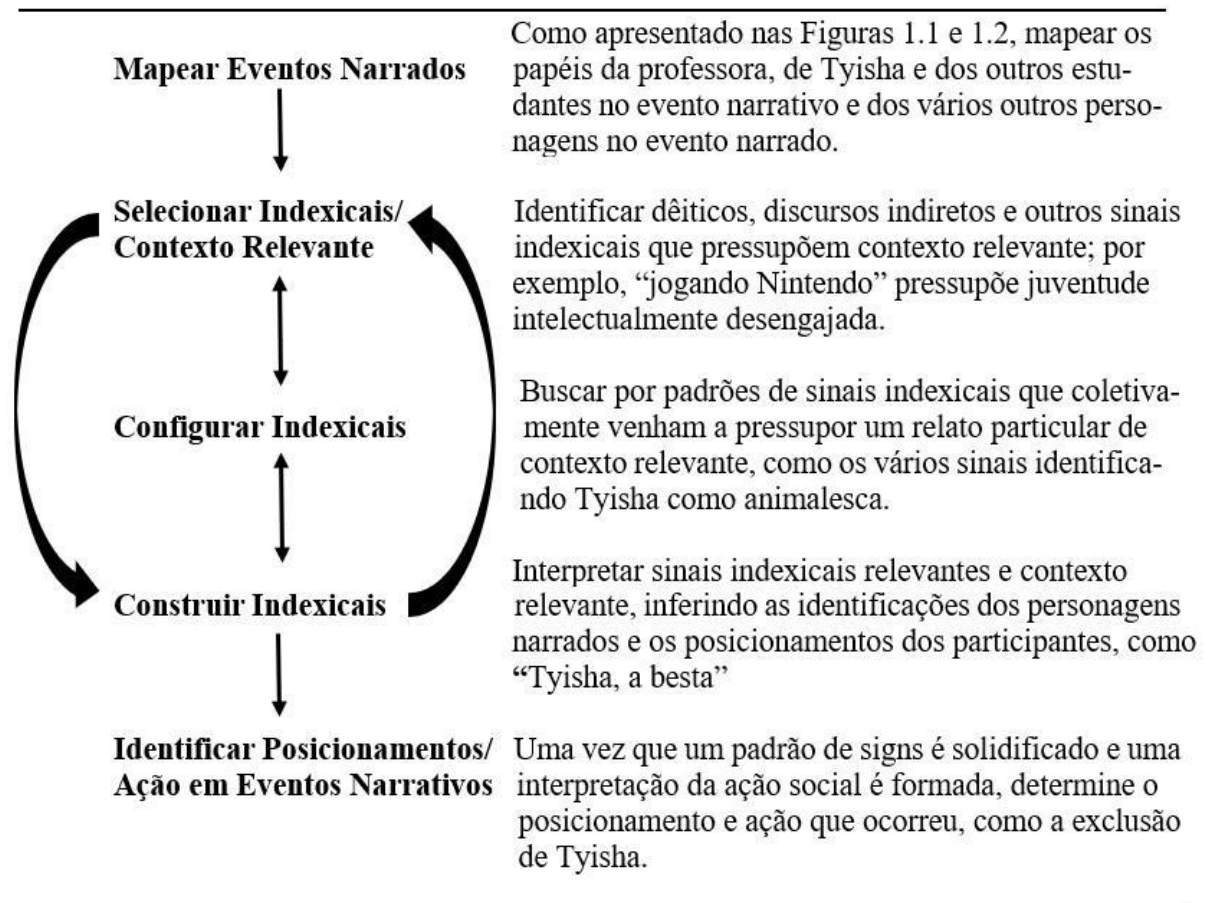 Mapear Eventos Narrados
Como apresentado nas Figuras 1.1 e 1.2, mapear os
papéis da professora, de Tyisha e dos outros estu-
dantes no evento narrativo e dos vários outros perso-
nagens no evento narrado.
Selecionar Indexicais/
Contexto Relevante
Identificar dêiticos, discursos indiretos e outros sinais
indexicais que pressupõem contexto relevante; por
exemplo, “jogando Nintendo” pressupõe juventude
intelectualmente desengajada.
Configurar Indexicais
Buscar por padrões de sinais indexicais que coletiva-
mente venham a pressupor um relato particular de
contexto relevante, como os vários sinais identifica-
ndo Tyisha como animalesca.
Construir Indexicais
Interpretar sinais indexicais relevantes e contexto
relevante, inferindo as identificações dos personagens
narrados e os posicionamentos dos participantes, como
“Tyisha, a besta”
Identificar Posicionamentos/
Ação em Eventos Narrativos
Uma vez que um padrão de signs é solidificado e uma
interpretação da ação social é formada, determine o
posicionamento e ação que ocorreu, como a exclusão
de Tyisha.